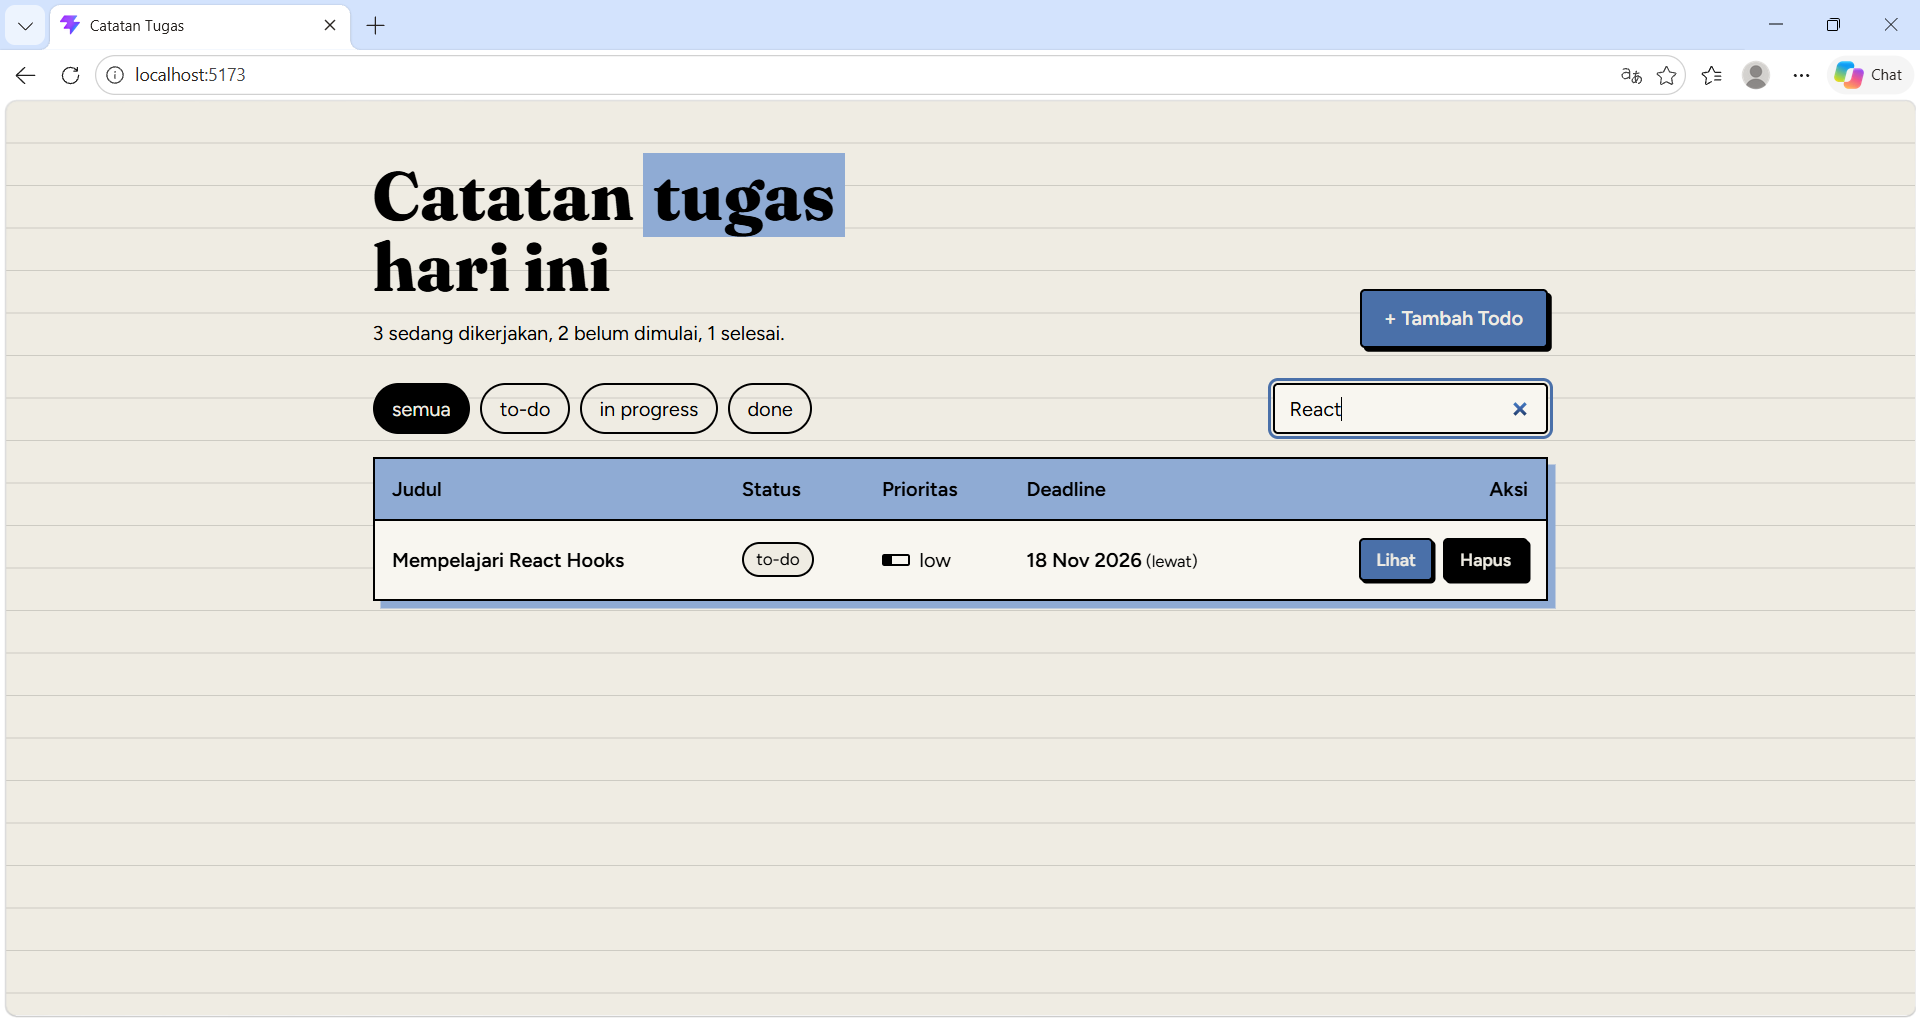 Catatan Tugas
localhost:5173
Chat
Catatan tugas
hari ini
3 sedang dikerjakan, 2 belum dimulai, 1 selesai.
+ Tambah Todo
semua to-do in progress done
React
Judul Status Prioritas Deadline Aksi
Mempelajari React Hooks to-do low 18 Nov 2026 (lewat) Lihat Hapus